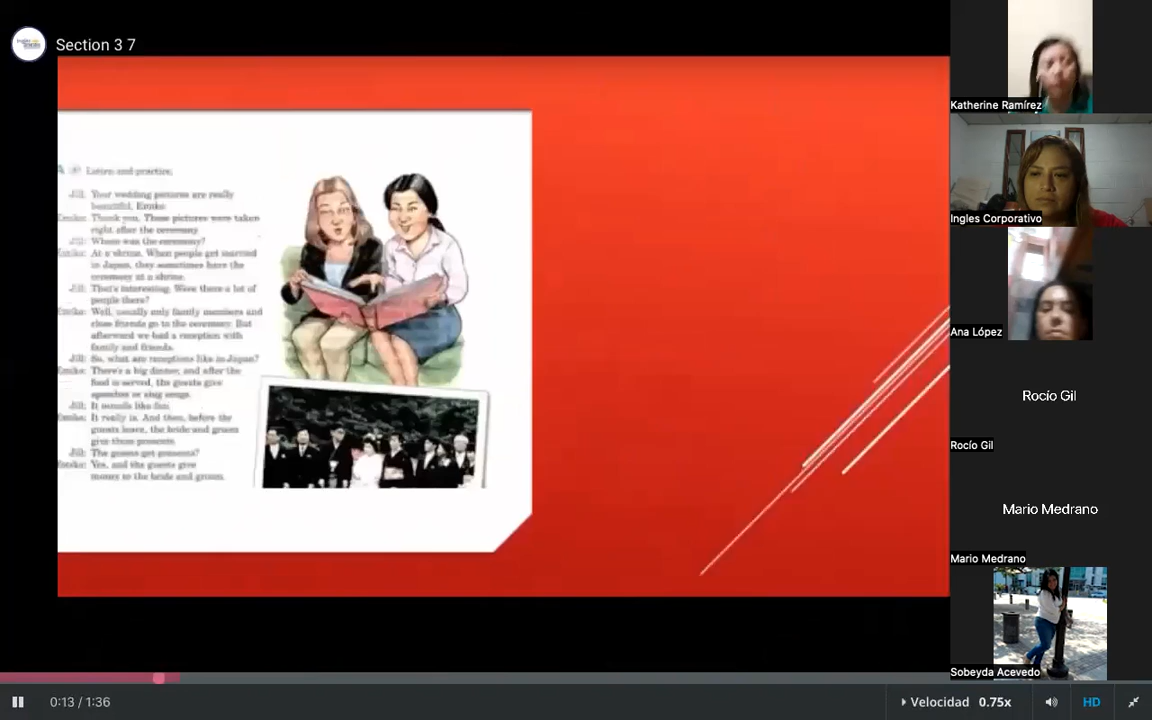 Section 3 7
Listen and practice.
Jill: Your wedding pictures are really
beautiful, Emiko.
Emiko: Thank you. Those pictures were taken
right after the ceremony.
Jill: Where was the ceremony?
Emiko: At a shrine. When people get married
in Japan, they sometimes have the
ceremony at a shrine.
Jill: That's interesting. Were there a lot of
people there?
Emiko: Well, usually only family members and
close friends go to the ceremony. But
afterward we had a reception with
family and friends.
Jill: So, what are receptions like in Japan?
Emiko: There's a big dinner, and after the
food is served, the guests give
speeches or sing songs.
Jill: It sounds like fun.
Emiko: It really is. And then, before the
guests leave, the bride and groom
give them presents.
Jill: The guests get presents?
Emiko: Yes, and the guests give
money to the bride and groom.
Katherine Ramírez
Ingles Corporativo
Ana López
Rocío Gil
Rocío Gil
Mario Medrano
Mario Medrano
Sobeyda Acevedo
0:13 / 1:36
Velocidad 0.75x
HD